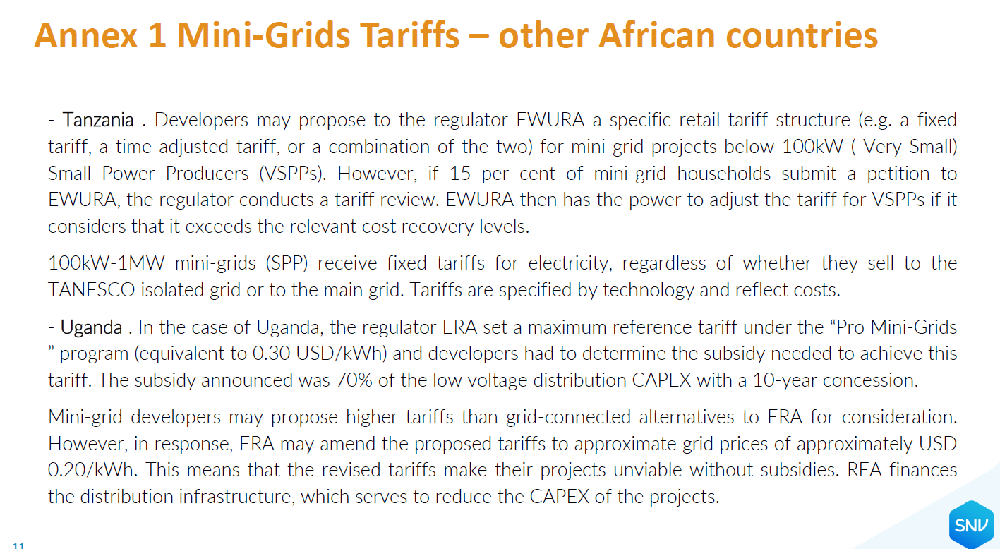 Annex 1 Mini-Grids Tariffs – other African countries
- Tanzania . Developers may propose to the regulator EWURA a specific retail tariff structure (e.g. a fixed
tariff, a time-adjusted tariff, or a combination of the two) for mini-grid projects below 100kW ( Very Small)
Small Power Producers (VSPPs). However, if 15 per cent of mini-grid households submit a petition to
EWURA, the regulator conducts a tariff review. EWURA then has the power to adjust the tariff for VSPPs if it
considers that it exceeds the relevant cost recovery levels.
100kW-1MW mini-grids (SPP) receive fixed tariffs for electricity, regardless of whether they sell to the
TANESCO isolated grid or to the main grid. Tariffs are specified by technology and reflect costs.
- Uganda . In the case of Uganda, the regulator ERA set a maximum reference tariff under the “Pro Mini-Grids
” program (equivalent to 0.30 USD/kWh) and developers had to determine the subsidy needed to achieve this
tariff. The subsidy announced was 70% of the low voltage distribution CAPEX with a 10-year concession.
Mini-grid developers may propose higher tariffs than grid-connected alternatives to ERA for consideration.
However, in response, ERA may amend the proposed tariffs to approximate grid prices of approximately USD
0.20/kWh. This means that the revised tariffs make their projects unviable without subsidies. REA finances
the distribution infrastructure, which serves to reduce the CAPEX of the projects.
SNV
11